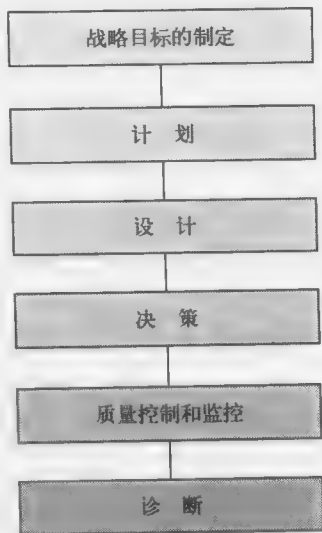 战略目标的制定
计 划
设 计
决 策
质量控制和监控
诊 断